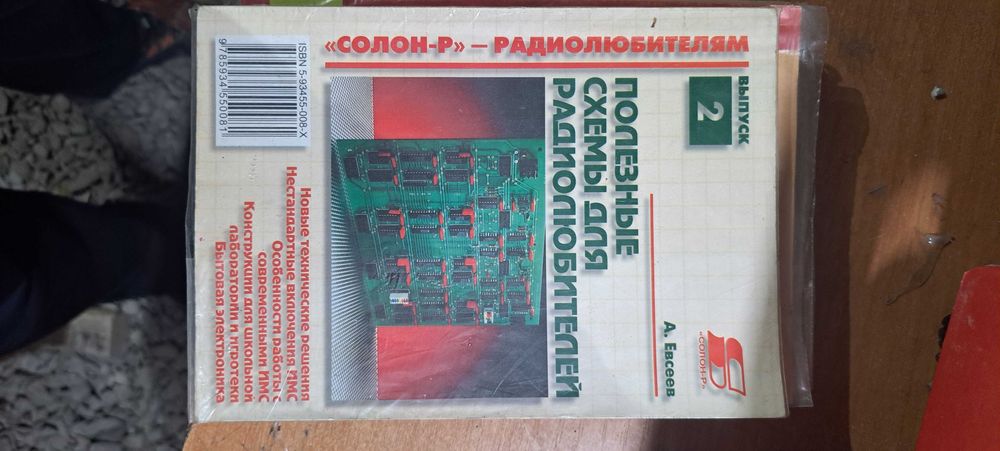 «СОЛОН-Р» – РАДИОЛЮБИТЕЛЯМ
ВЫПУСК
2
А. Евсеев
«СОЛОН-Р»
ПОЛЕЗНЫЕ
СХЕМЫ ДЛЯ
РАДИОЛЮБИТЕЛЕЙ
Новые технические решения
Нестандартные включения ИМС
Особенности работы с
современными ИМС
Конструкции для школьной
лаборатории и игротеки
Бытовая электроника
ISBN 5-93455-008-X
9785934550081